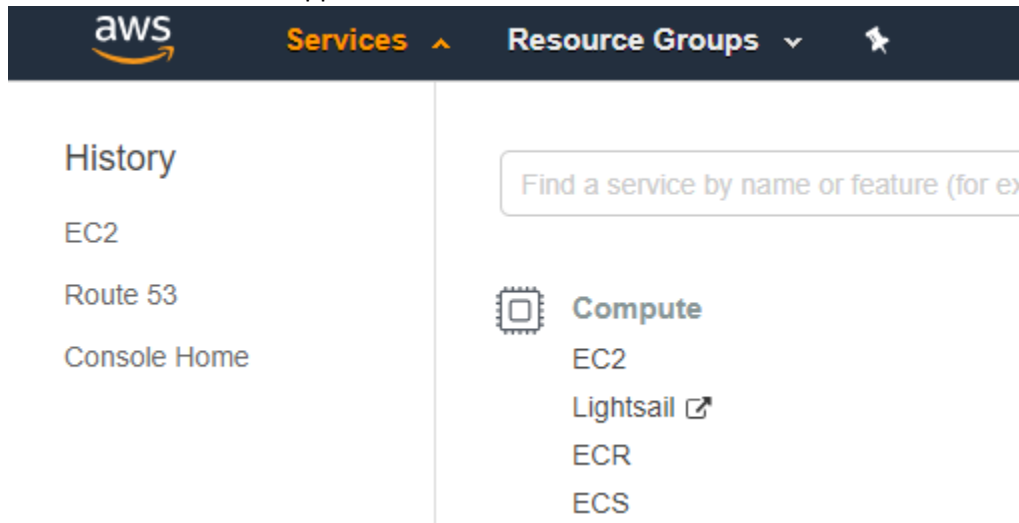 aws Services Resource Groups
History
Find a service by name or feature (for ex
EC2
Route 53
Console Home
Compute
EC2
Lightsail
ECR
ECS